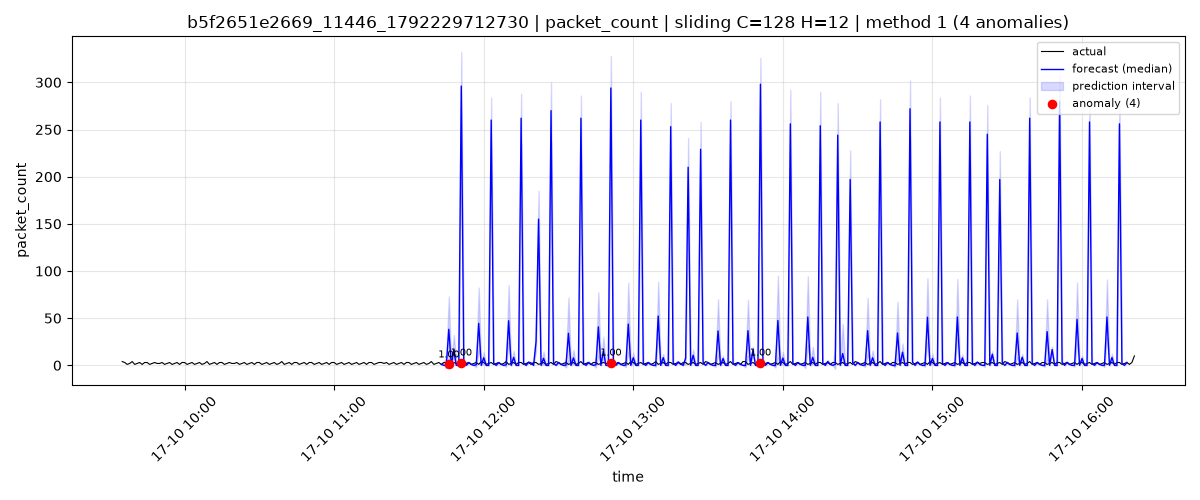 b5f2651e2669_11446_1792229712730 | packet_count | sliding C=128 H=12 | method 1 (4 anomalies)
actual
forecast (median)
prediction interval
anomaly (4)
packet_count
300
250
200
150
100
50
0
1.00
1.00
1.00
1.00
17-10 10:00
17-10 11:00
17-10 12:00
17-10 13:00
17-10 14:00
17-10 15:00
17-10 16:00
time